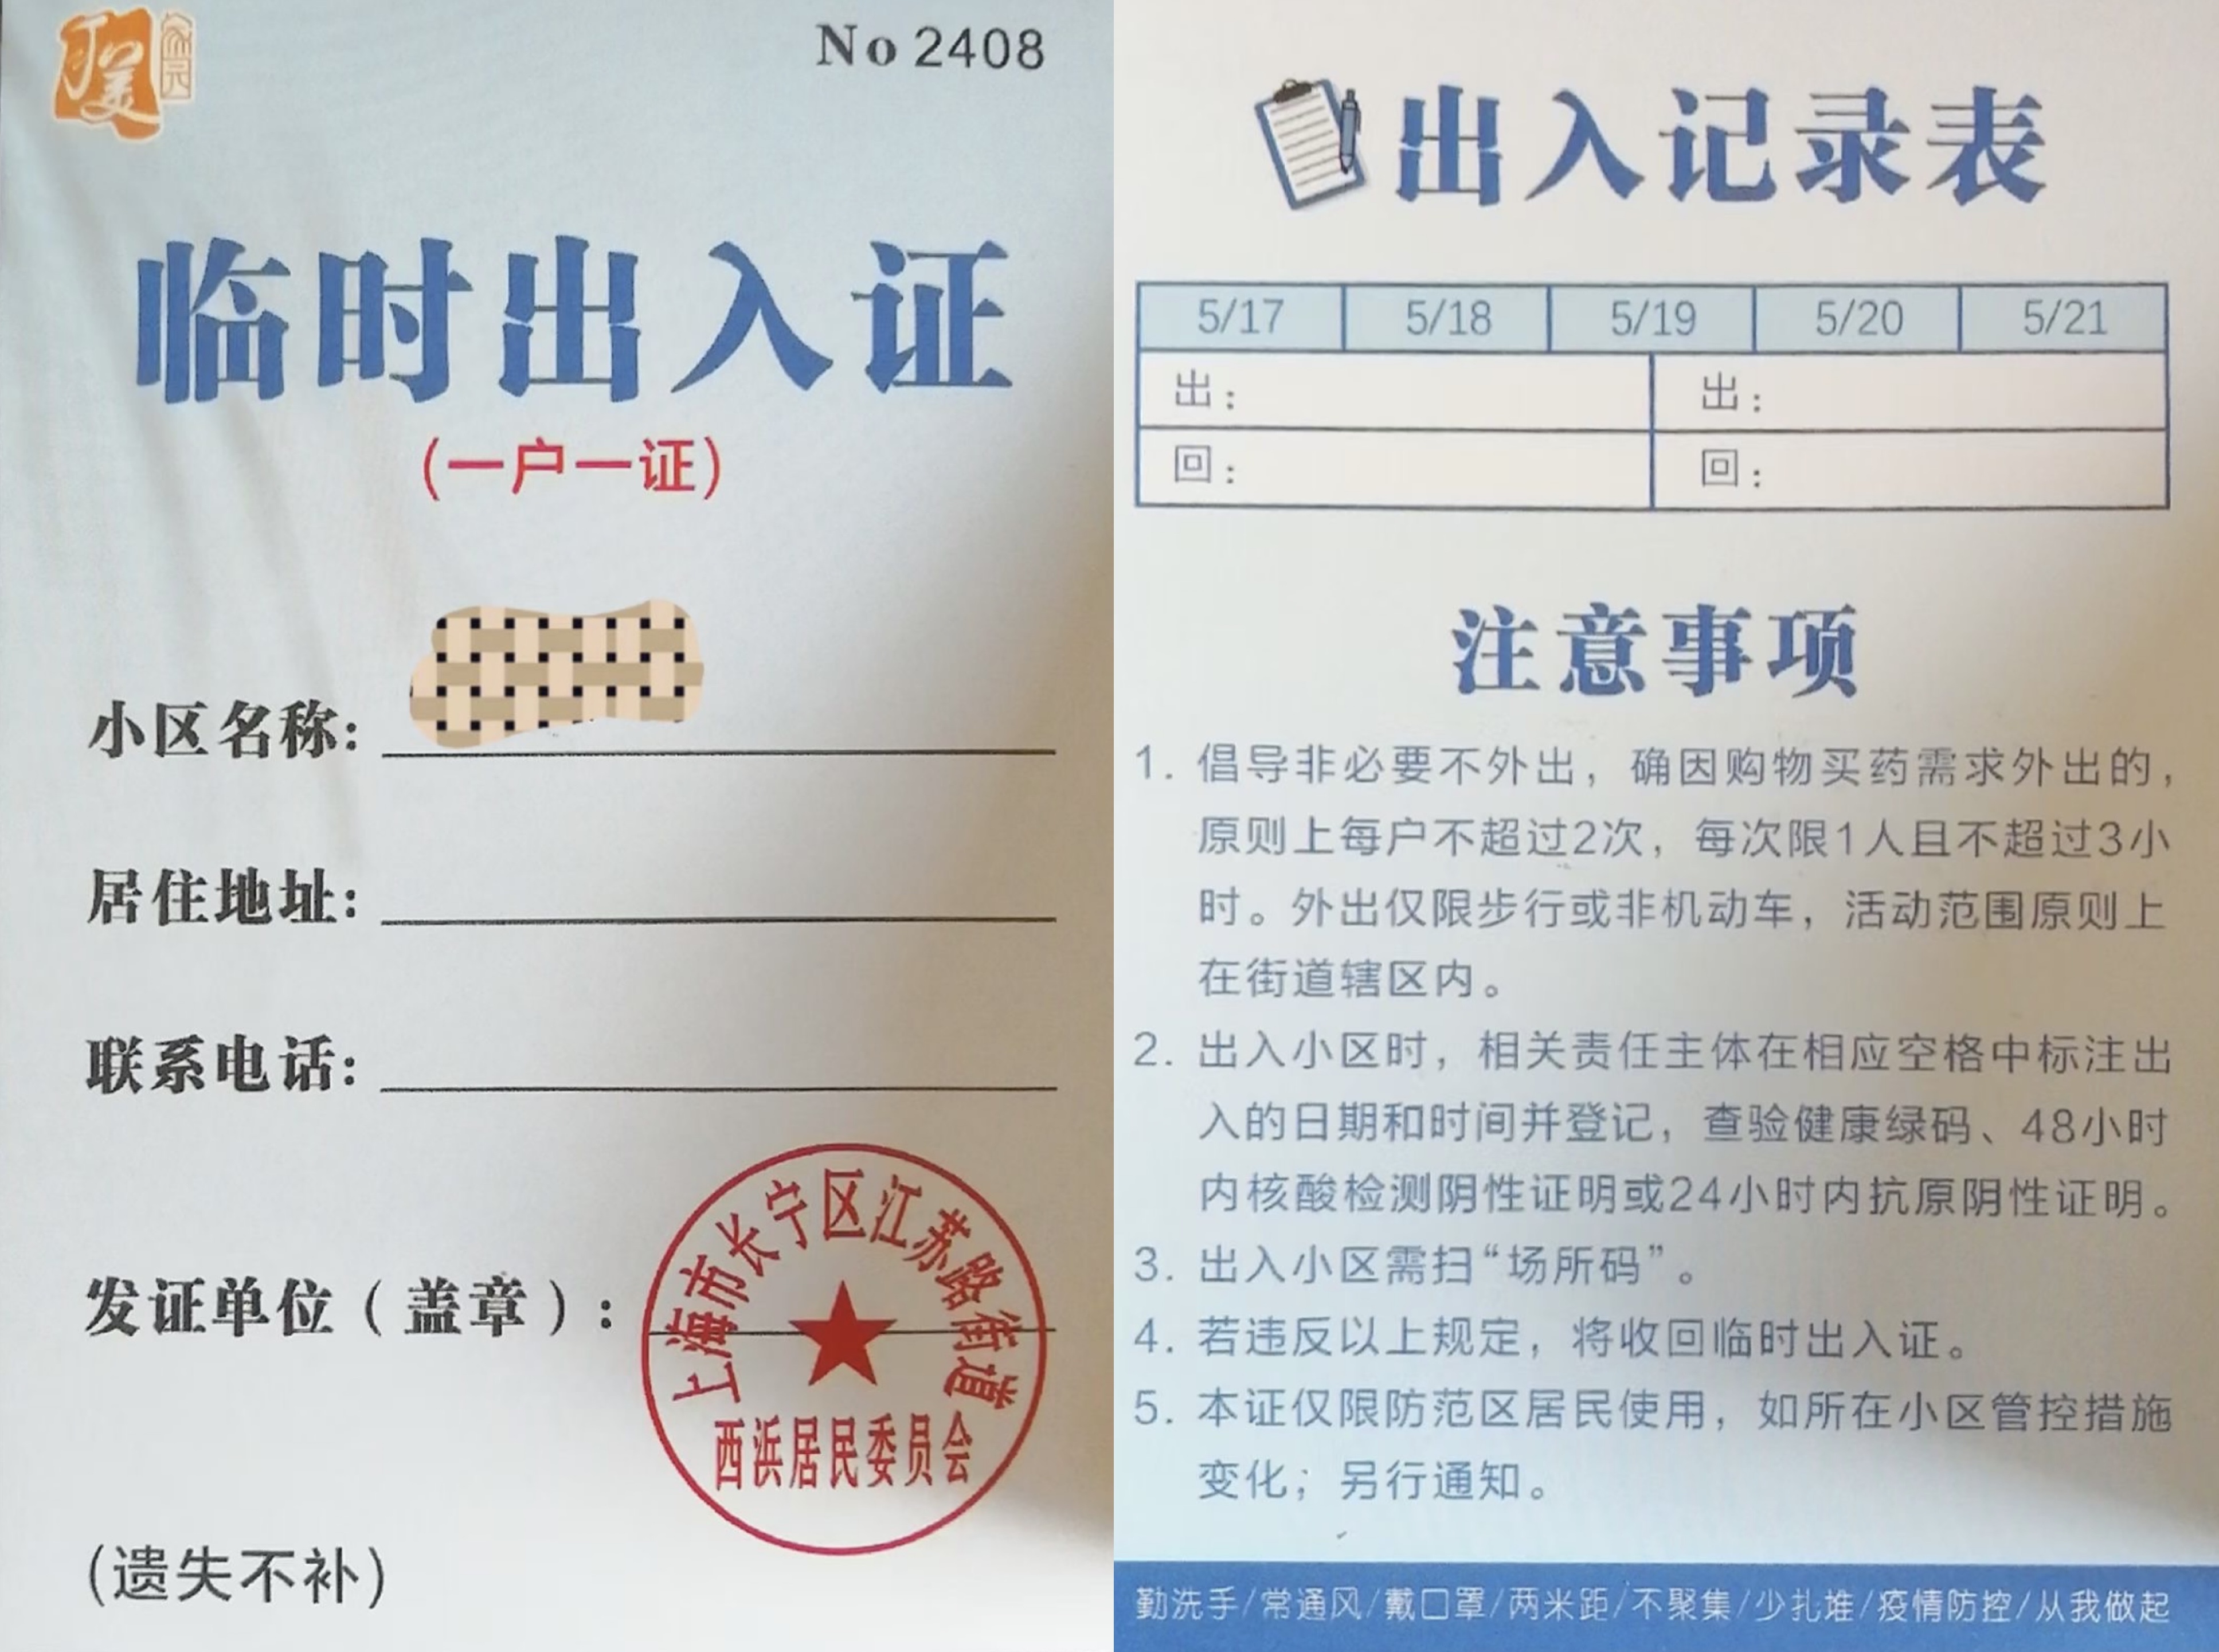 No 2408
临时出入证
(一户一证)
小区名称:
居住地址:
联系电话:
发证单位（盖章）:
上海市长宁区江苏路街道
西浜居民委员会
(遗失不补)
出入记录表
5/17 5/18 5/19 5/20 5/21
出: 出:
回: 回:
注意事项
1. 倡导非必要不外出，确因购物买药需求外出的，
原则上每户不超过2次，每次限1人且不超过3小
时。外出仅限步行或非机动车，活动范围原则上
在街道辖区内。
2. 出入小区时，相关责任主体在相应空格中标注出
入的日期和时间并登记，查验健康绿码、48小时
内核酸检测阴性证明或24小时内抗原阴性证明。
3. 出入小区需扫“场所码”。
4. 若违反以上规定，将收回临时出入证。
5. 本证仅限防范区居民使用，如所在小区管控措施
变化；另行通知。
勤洗手/常通风/戴口罩/两米距/不聚集/少扎堆/疫情防控/从我做起